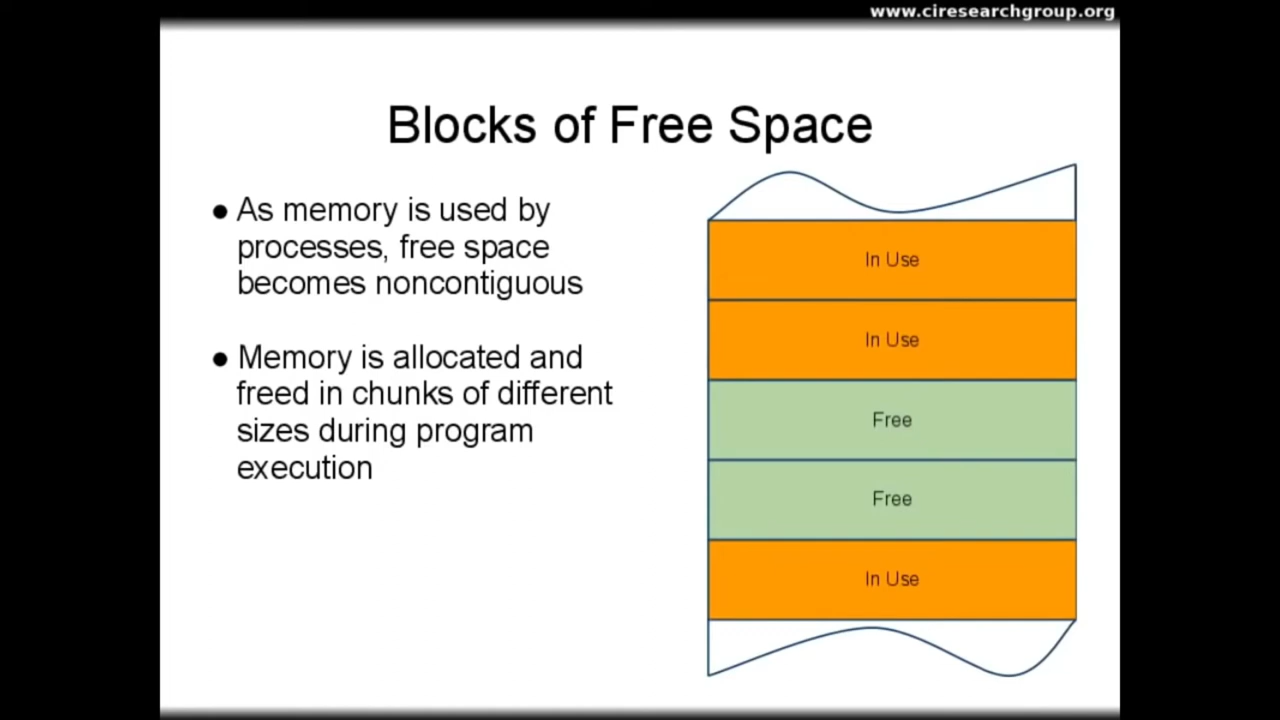 www.ciresearchgroup.org
Blocks of Free Space
● As memory is used by
processes, free space
becomes noncontiguous
● Memory is allocated and
freed in chunks of different
sizes during program
execution
In Use
In Use
Free
Free
In Use